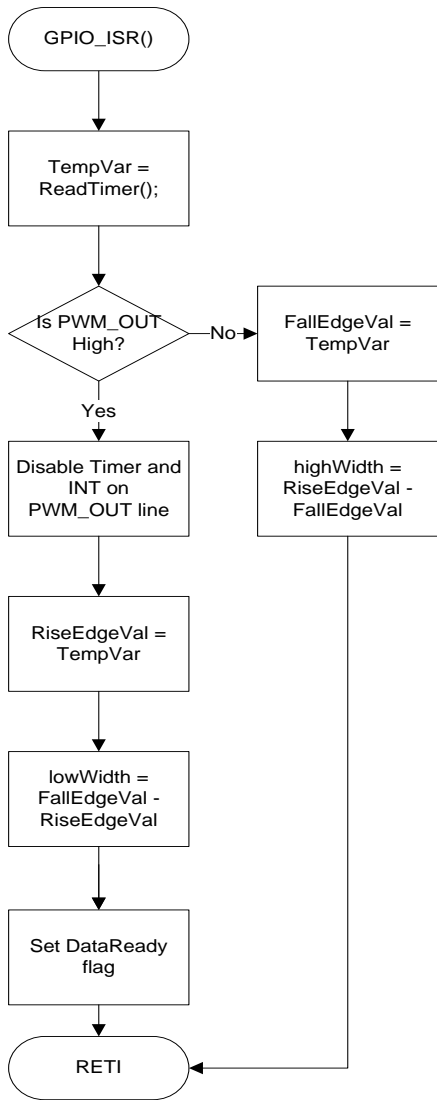 GPIO_ISR()
TempVar =
ReadTimer();
Is PWM_OUT
High?
No
FallEdgeVal =
TempVar
Yes
Disable Timer and
INT on
PWM_OUT line
highWidth =
RiseEdgeVal -
FallEdgeVal
RiseEdgeVal =
TempVar
lowWidth =
FallEdgeVal -
RiseEdgeVal
Set DataReady
flag
RETI